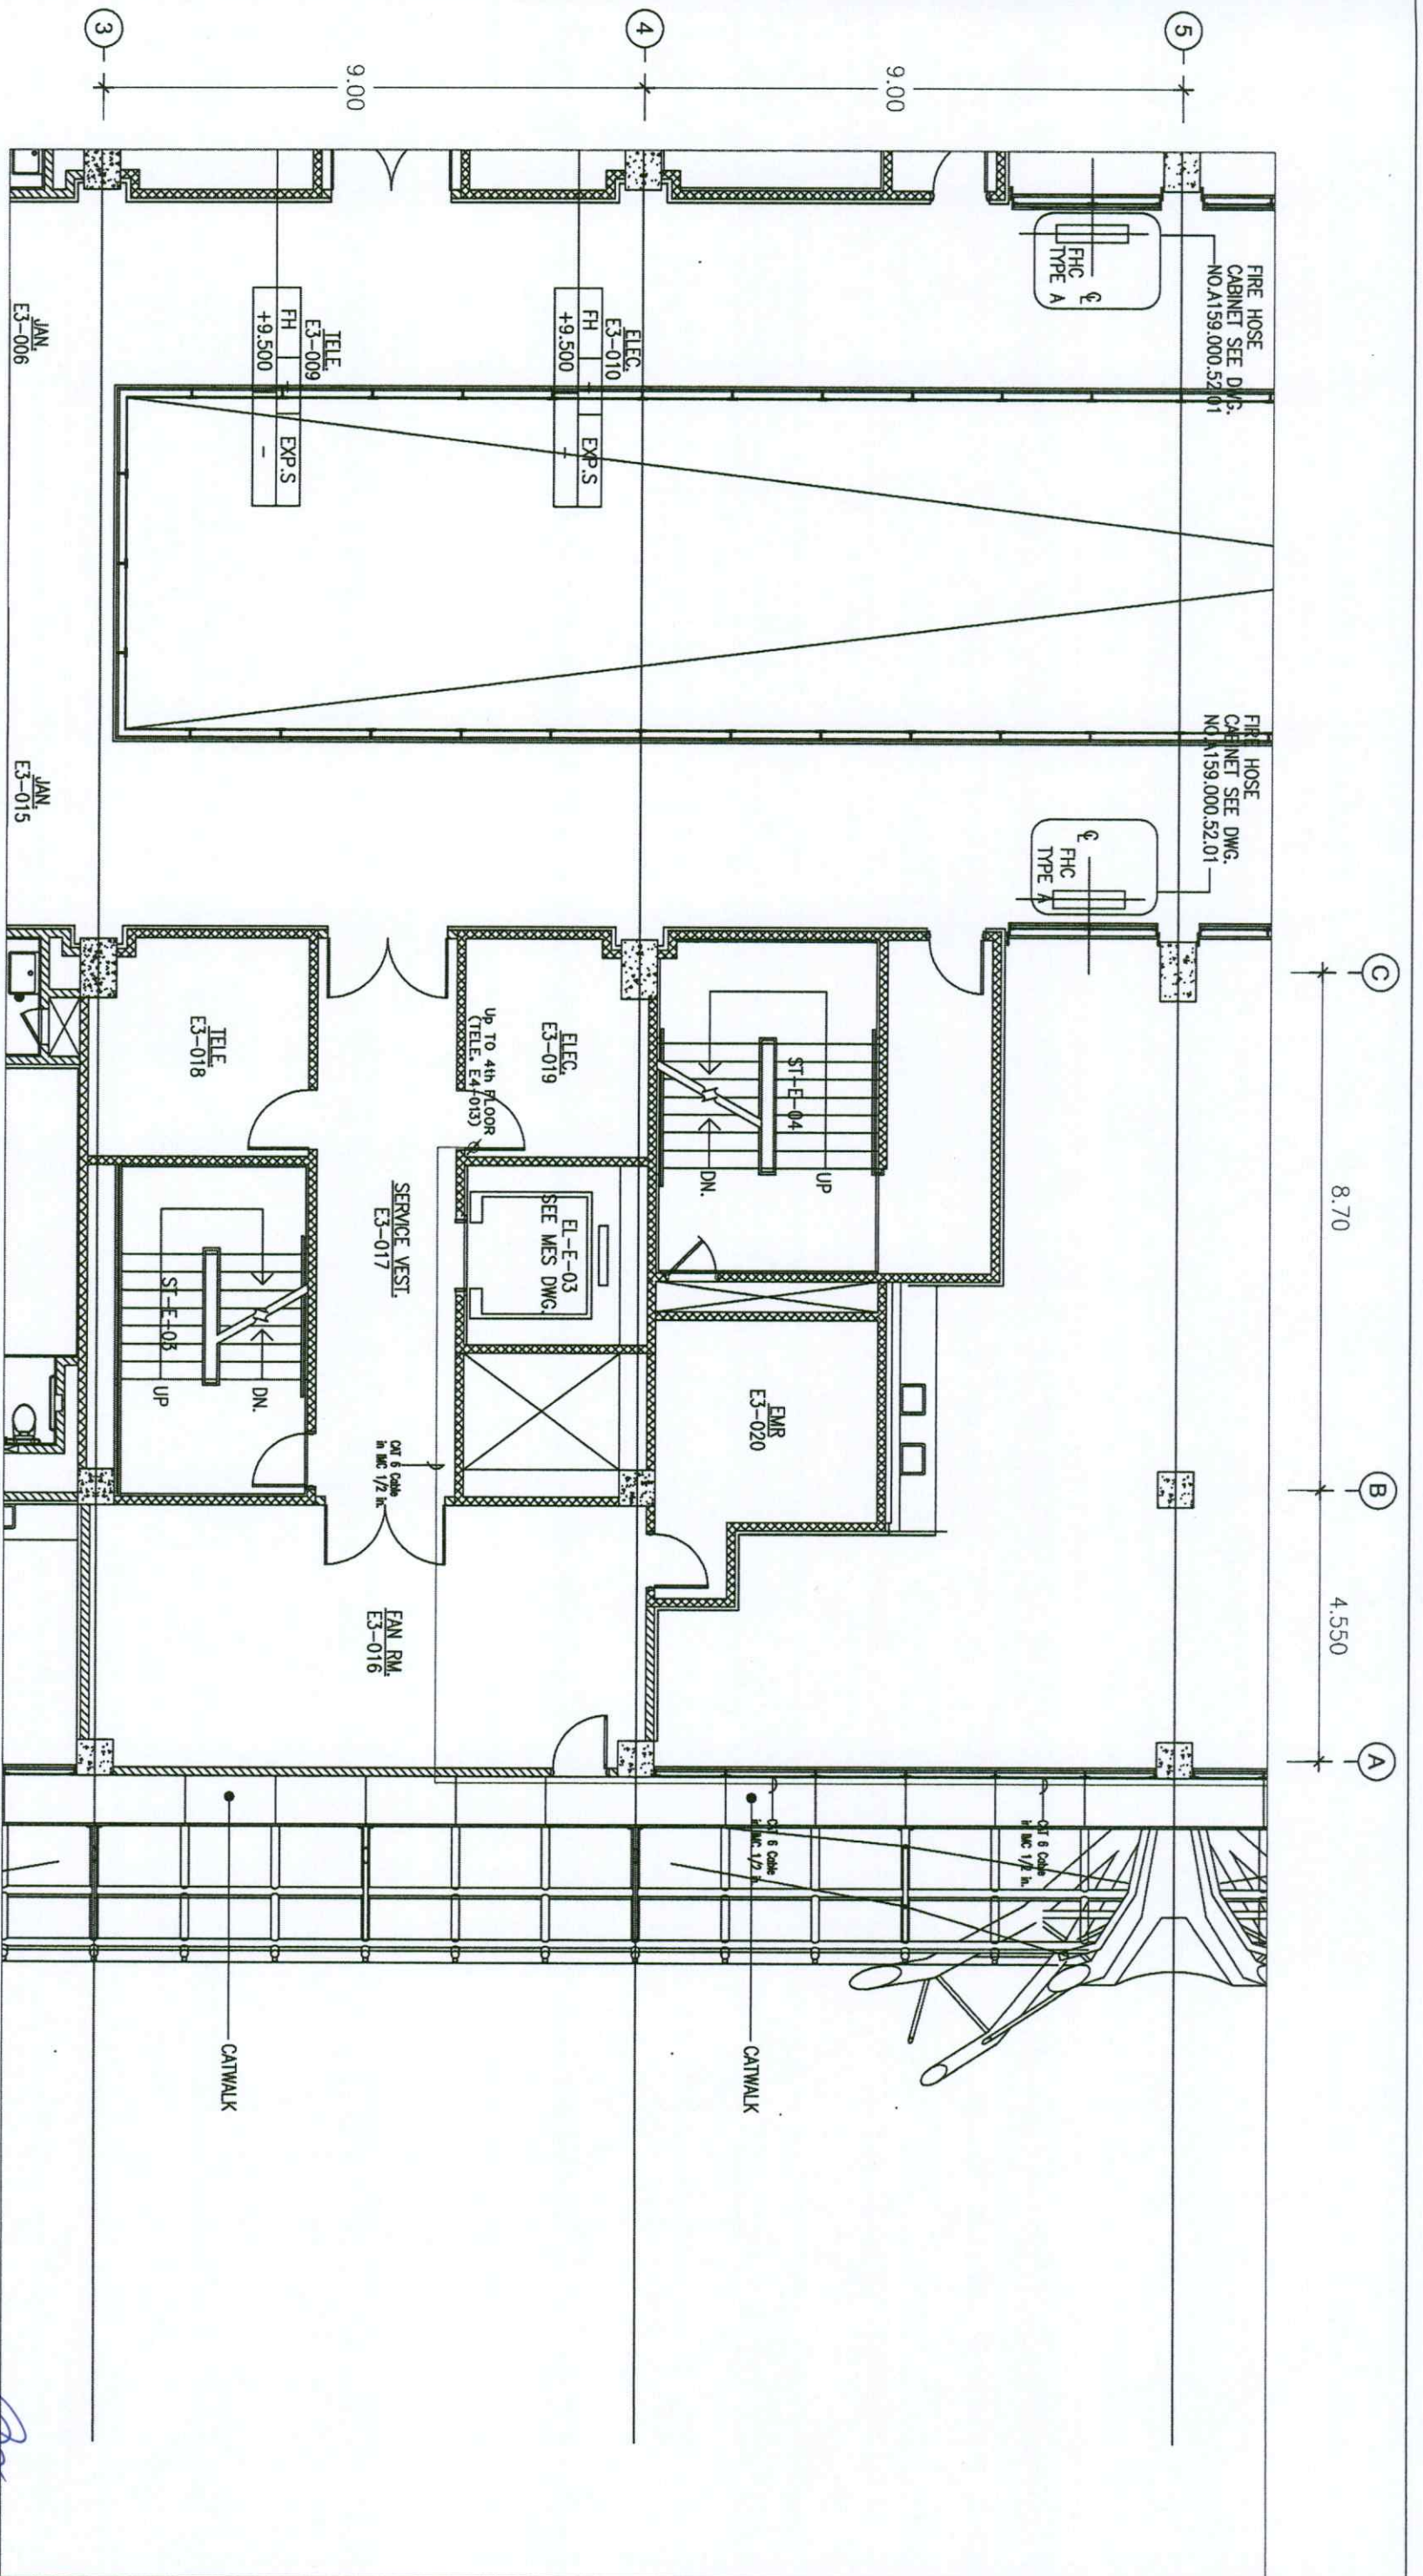 3
4
5
9.00
9.00
C
B
A
8.70
4.550
FIRE HOSE
CABINET SEE DWG.
NO.A159.000.52.01
FHC
TYPE A
℄
FIRE HOSE
CABINET SEE DWG.
NO.A159.000.52.01
FHC
TYPE A
℄
ELEC.
E3-010
FH
EXP.S
+9.500
-
TELE.
E3-009
FH
EXP.S
+9.500
-
JAN.
E3-006
JAN.
E3-015
ST-E-04
UP
DN.
ELEC.
E3-019
Up TO 4th FLOOR
(TELE. E4-013)
TELE.
E3-018
SERVICE VEST.
E3-017
EL-E-03
SEE MES DWG.
ST-E-03
DN.
UP
EMR
E3-020
CAT 6 Cable
in IMC 1/2 in.
FAN RM.
E3-016
CAT 6 Cable
in IMC 1/2 in.
CAT 6 Cable
in IMC 1/2 in.
CATWALK
CATWALK